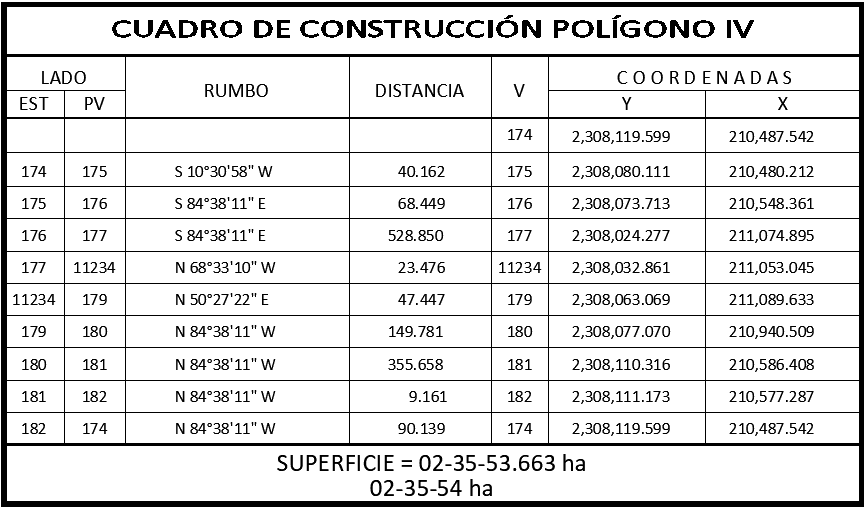 CUADRO DE CONSTRUCCIÓN POLÍGONO IV
LADO RUMBO DISTANCIA V COORDENADAS
EST PV Y X
174 2,308,119.599 210,487.542
174 175 S 10°30'58" W 40.162 175 2,308,080.111 210,480.212
175 176 S 84°38'11" E 68.449 176 2,308,073.713 210,548.361
176 177 S 84°38'11" E 528.850 177 2,308,024.277 211,074.895
177 11234 N 68°33'10" W 23.476 11234 2,308,032.861 211,053.045
11234 179 N 50°27'22" E 47.447 179 2,308,063.069 211,089.633
179 180 N 84°38'11" W 149.781 180 2,308,077.070 210,940.509
180 181 N 84°38'11" W 355.658 181 2,308,110.316 210,586.408
181 182 N 84°38'11" W 9.161 182 2,308,111.173 210,577.287
182 174 N 84°38'11" W 90.139 174 2,308,119.599 210,487.542
SUPERFICIE = 02-35-53.663 ha
02-35-54 ha